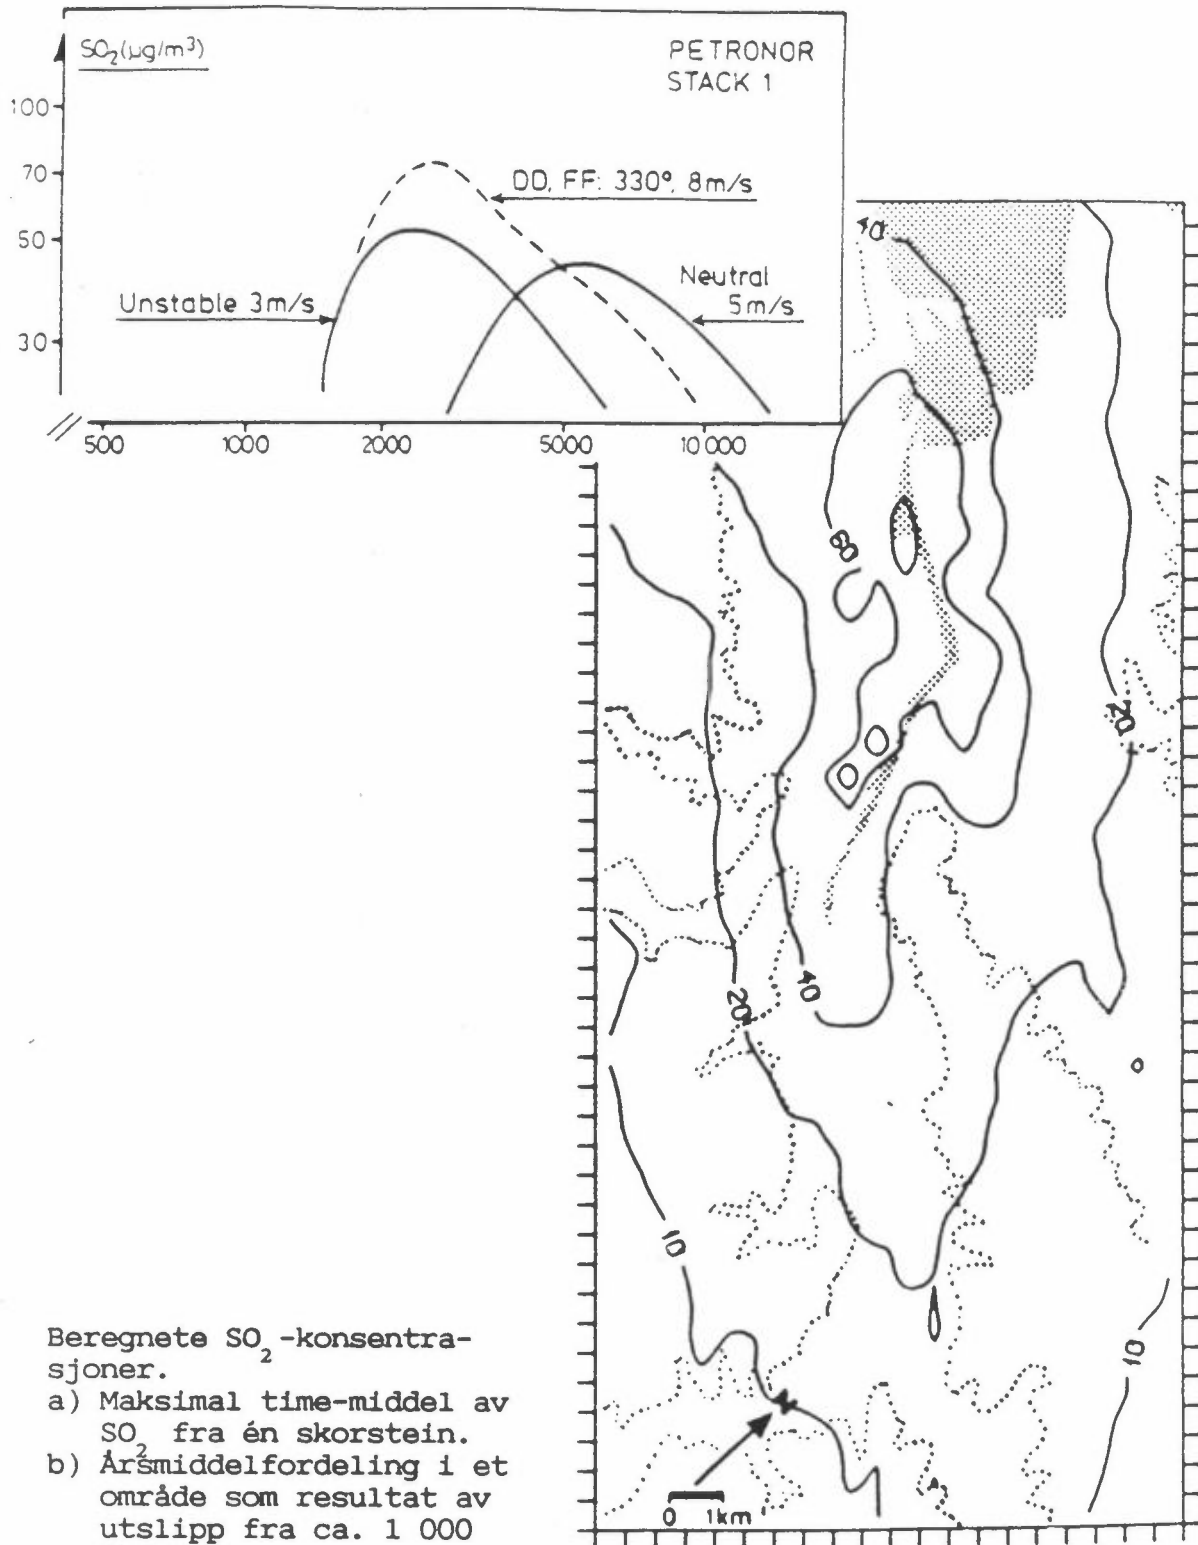 SO₂(µg/m³)
PETRONOR
STACK 1
100
70
50
30
DD, FF: 330°, 8m/s
Unstable 3m/s
Neutral
5m/s
500
1000
2000
5000
10 000
40
60
20
40
20
10
10
N
0 1km
Beregnete SO₂-konsentra-
sjoner.
a) Maksimal time-middel av
SO₂ fra én skorstein.
b) Årsmiddelfordeling i et
område som resultat av
utslipp fra ca. 1 000